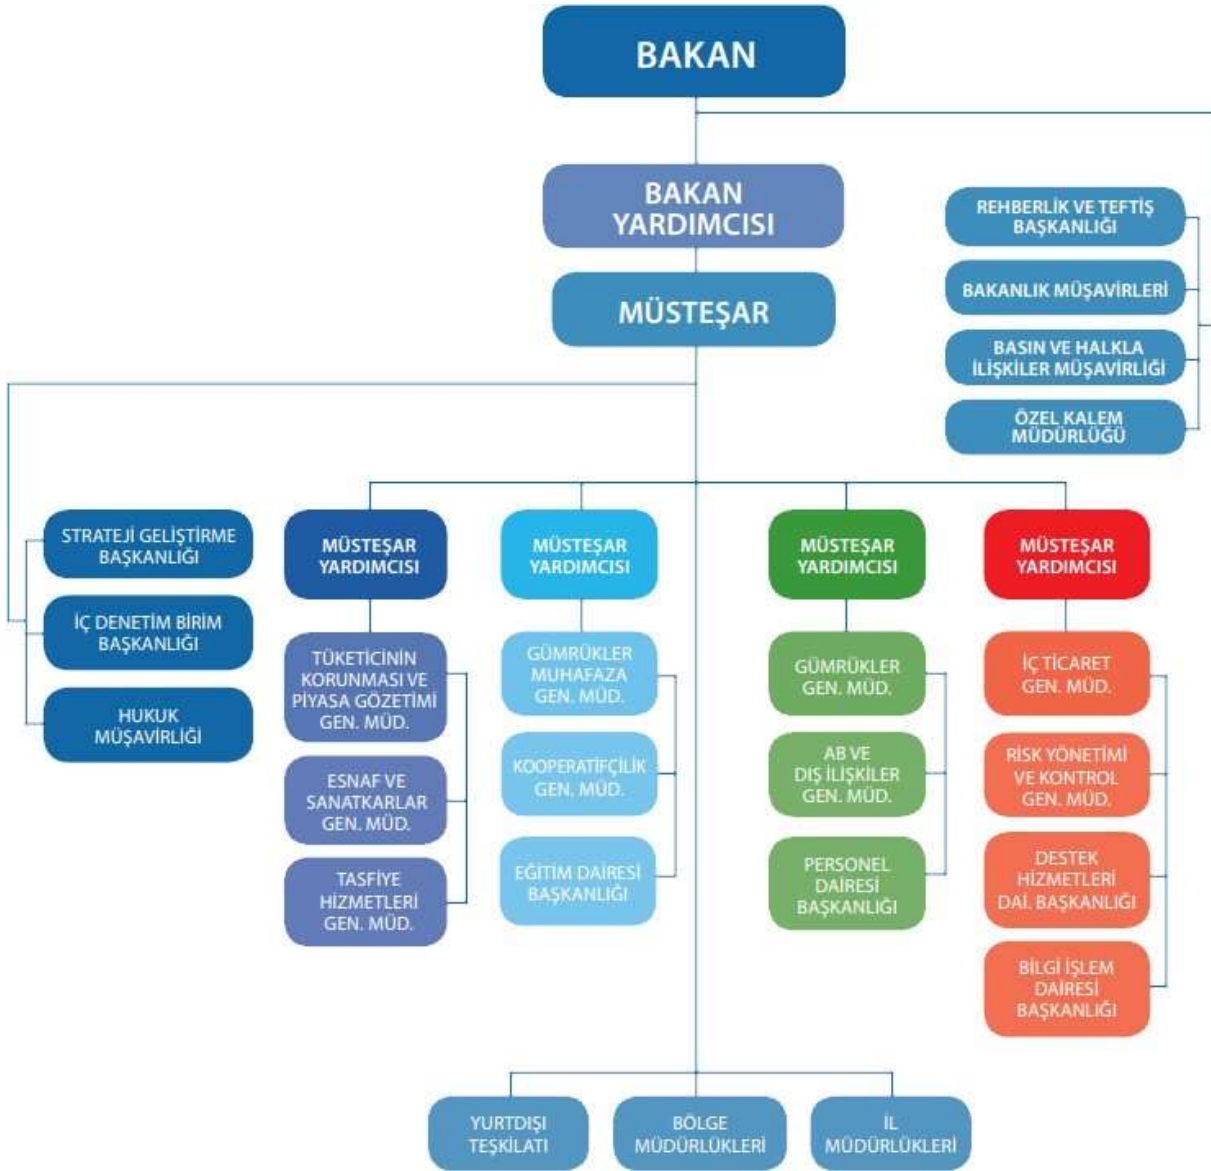 BAKAN
BAKAN
YARDIMCISI
MÜSTEŞAR
REHBERLİK VE TEFTİŞ
BAŞKANLIĞI
BAKANLIK MÜŞAVİRLERİ
BASIN VE HALKLA
İLİŞKİLER MÜŞAVİRLİĞİ
ÖZEL KALEM
MÜDÜRLÜĞÜ
STRATEJİ GELİŞTİRME
BAŞKANLIĞI
İÇ DENETİM BİRİM
BAŞKANLIĞI
HUKUK
MÜŞAVİRLİĞİ
MÜSTEŞAR
YARDIMCISI
TÜKETİCİNİN
KORUNMASI VE
PİYASA GÖZETİMİ
GEN. MÜD.
ESNAF VE
SANATKARLAR
GEN. MÜD.
TASFİYE
HİZMETLERİ
GEN. MÜD.
MÜSTEŞAR
YARDIMCISI
GÜMRÜKLER
MUHAFAZA
GEN. MÜD.
KOOPERATİFÇİLİK
GEN. MÜD.
EĞİTİM DAİRESİ
BAŞKANLIĞI
MÜSTEŞAR
YARDIMCISI
GÜMRÜKLER
GEN. MÜD.
AB VE
DIŞ İLİŞKİLER
GEN. MÜD.
PERSONEL
DAİRESİ
BAŞKANLIĞI
MÜSTEŞAR
YARDIMCISI
İÇ TİCARET
GEN. MÜD.
RİSK YÖNETİMİ
VE KONTROL
GEN. MÜD.
DESTEK
HİZMETLERİ
DAİ. BAŞKANLIĞI
BİLGİ İŞLEM
DAİRESİ
BAŞKANLIĞI
YURTDIŞI
TEŞKİLATI
BÖLGE
MÜDÜRLÜKLERİ
İL
MÜDÜRLÜKLERİ